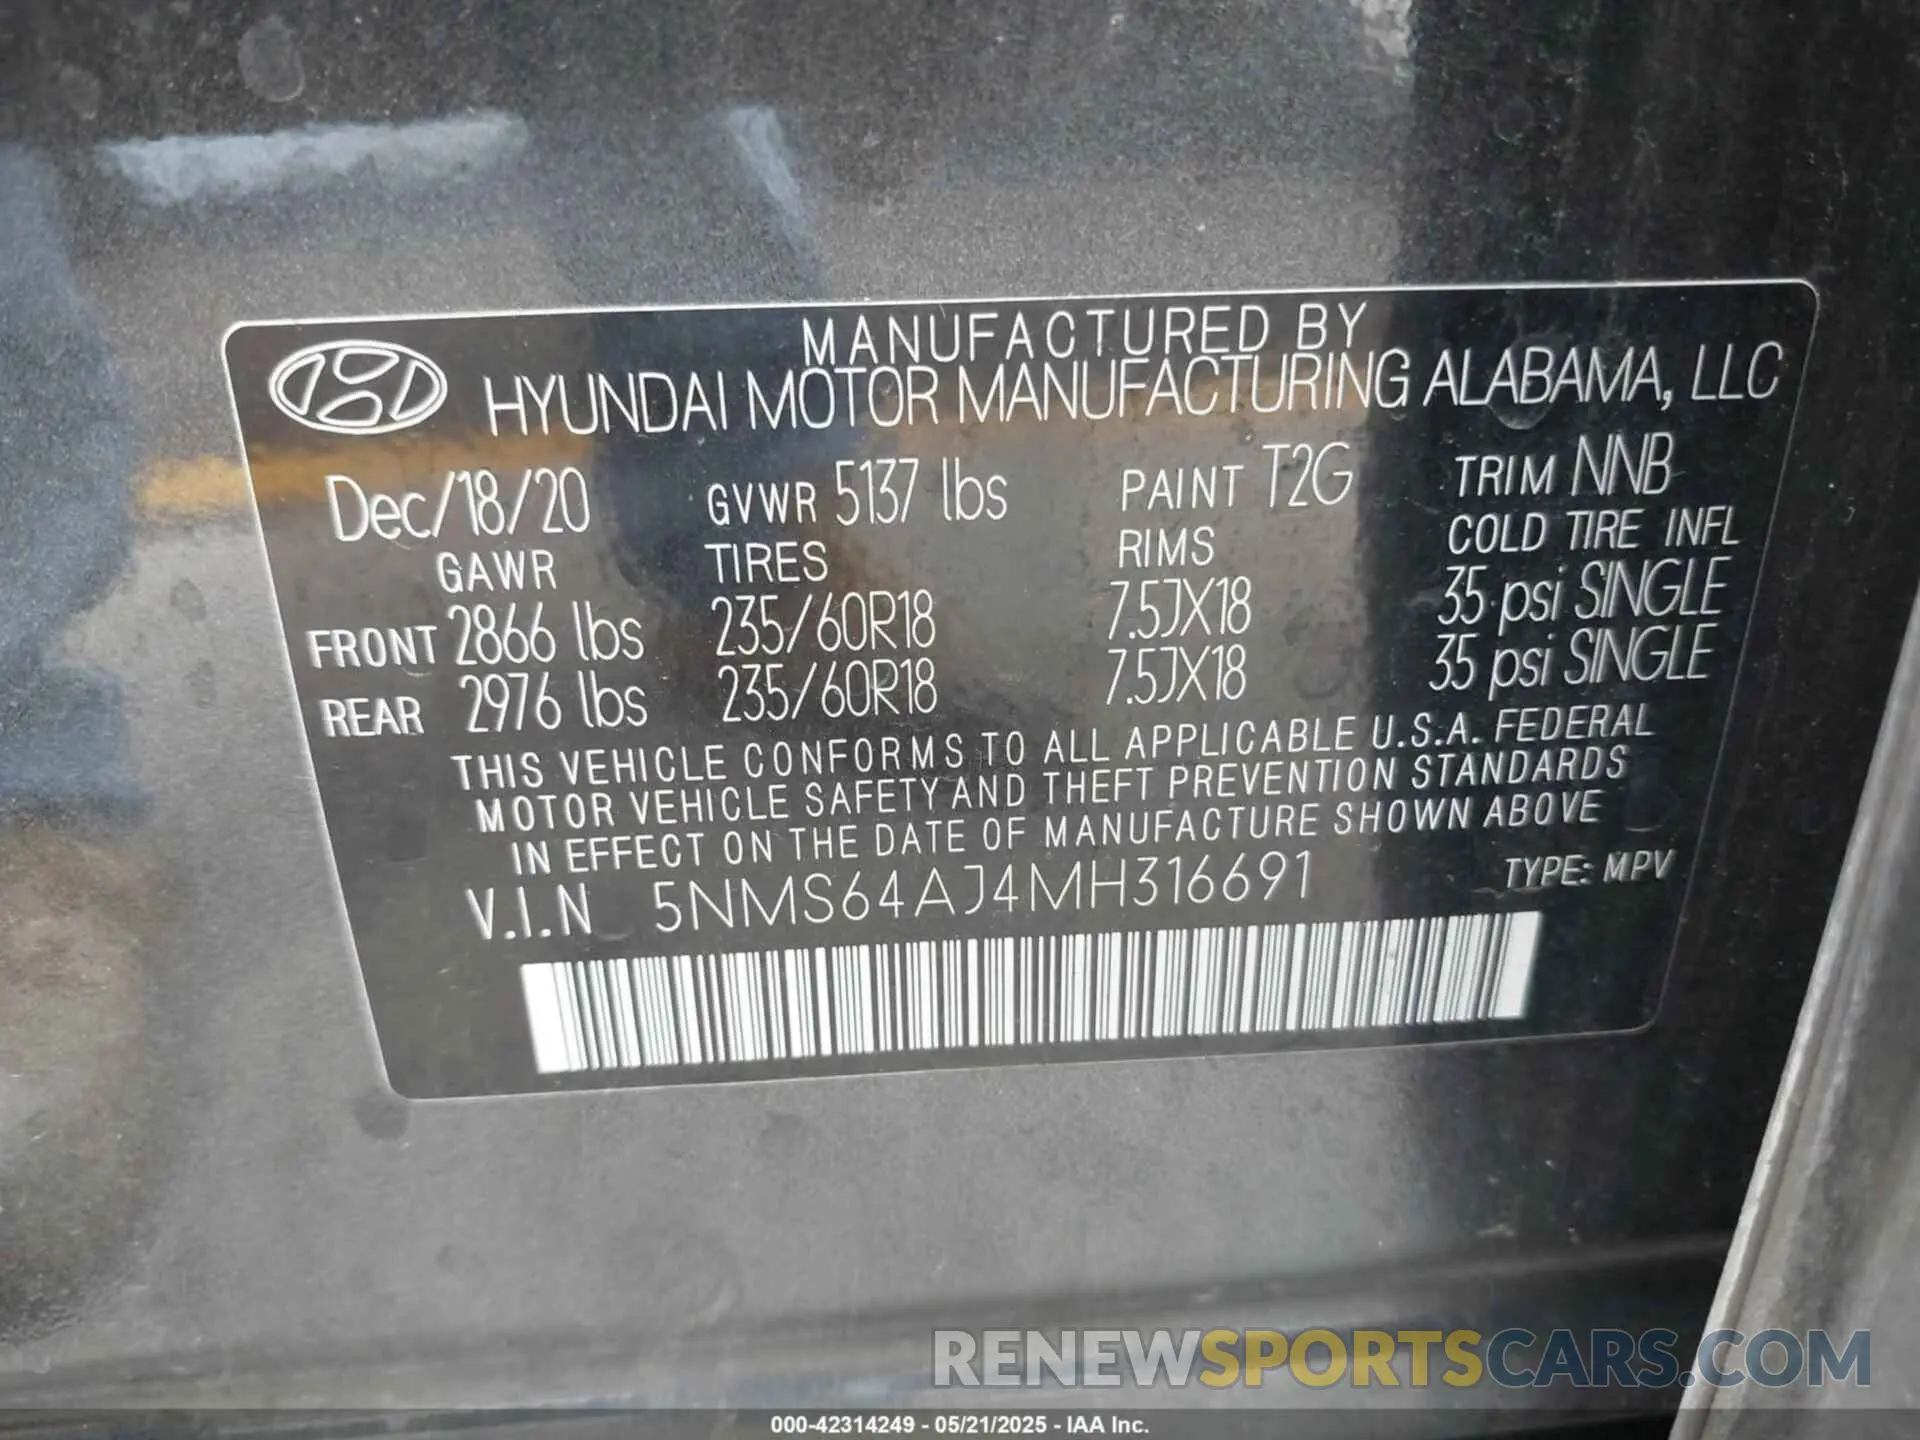 MANUFACTURED BY
HYUNDAI MOTOR MANUFACTURING ALABAMA, LLC
Dec/18/20 GVWR 5137 lbs PAINT T2G TRIM NNB
GAWR TIRES RIMS COLD TIRE INFL
FRONT 2866 lbs 235/60R18 7.5JX18 35 psi SINGLE
REAR 2976 lbs 235/60R18 7.5JX18 35 psi SINGLE
THIS VEHICLE CONFORMS TO ALL APPLICABLE U.S.A. FEDERAL
MOTOR VEHICLE SAFETY AND THEFT PREVENTION STANDARDS
IN EFFECT ON THE DATE OF MANUFACTURE SHOWN ABOVE
V.I.N 5NMS64AJ4MH316691 TYPE: MPV
RENEWSPORTSCARS.COM
000-42314249 - 05/21/2025 - IAA Inc.